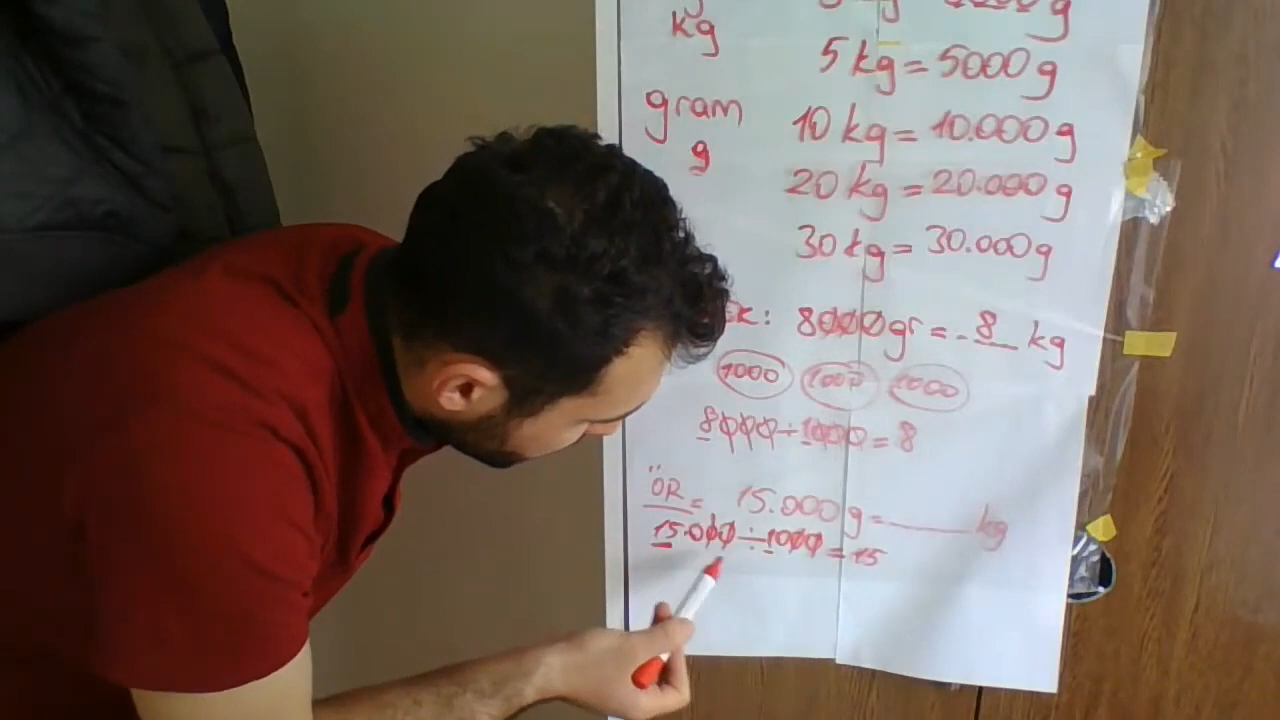 kg
5 kg = 5000 g
gram
10 kg = 10.000 g
g
20 kg = 20.000 g
30 kg = 30.000 g
8000 gr = 8 kg
1000 1000 1000
8000 ÷ 1000 = 8
ÖR = 15.000 g = ______ kg
15.000 ÷ 1000 = 15